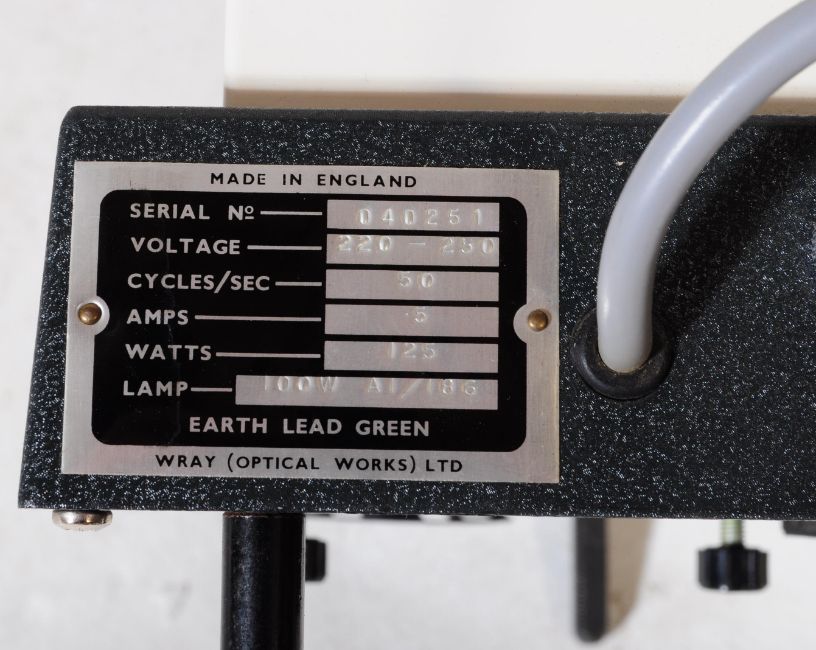 MADE IN ENGLAND
SERIAL Nº 040251
VOLTAGE 220 - 250
CYCLES/SEC 50
AMPS ·5
WATTS 125
LAMP 100W A1/186
EARTH LEAD GREEN
WRAY (OPTICAL WORKS) LTD